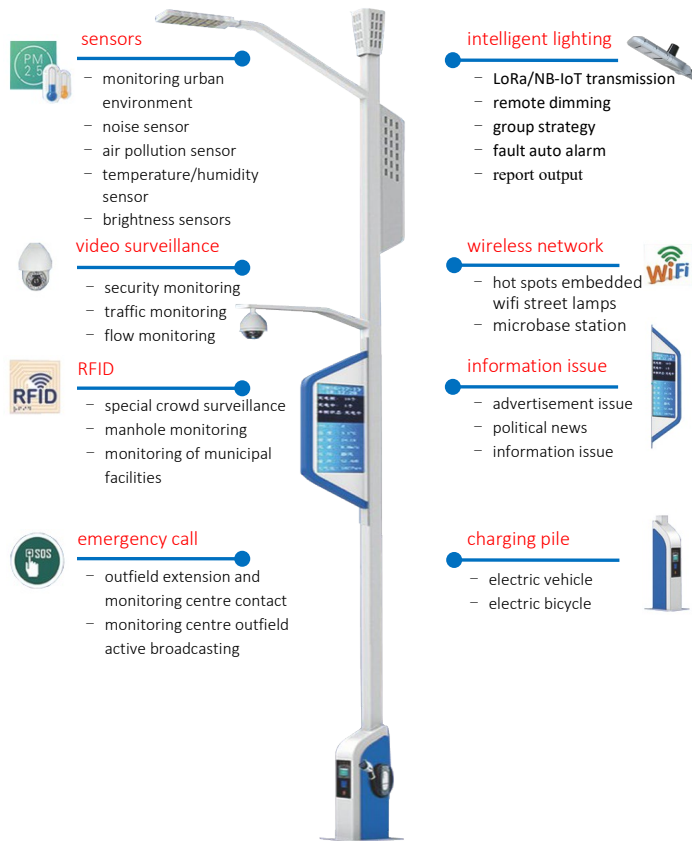 sensors
PM
2.5
– monitoring urban
environment
– noise sensor
– air pollution sensor
– temperature/humidity
sensor
– brightness sensors
video surveillance
– security monitoring
– traffic monitoring
– flow monitoring
RFID
RFID
– special crowd surveillance
– manhole monitoring
– monitoring of municipal
facilities
emergency call
SOS
– outfield extension and
monitoring centre contact
– monitoring centre outfield
active broadcasting
intelligent lighting
– LoRa/NB-IoT transmission
– remote dimming
– group strategy
– fault auto alarm
– report output
wireless network
WiFi
– hot spots embedded
wifi street lamps
– microbase station
information issue
– advertisement issue
– political news
– information issue
charging pile
– electric vehicle
– electric bicycle